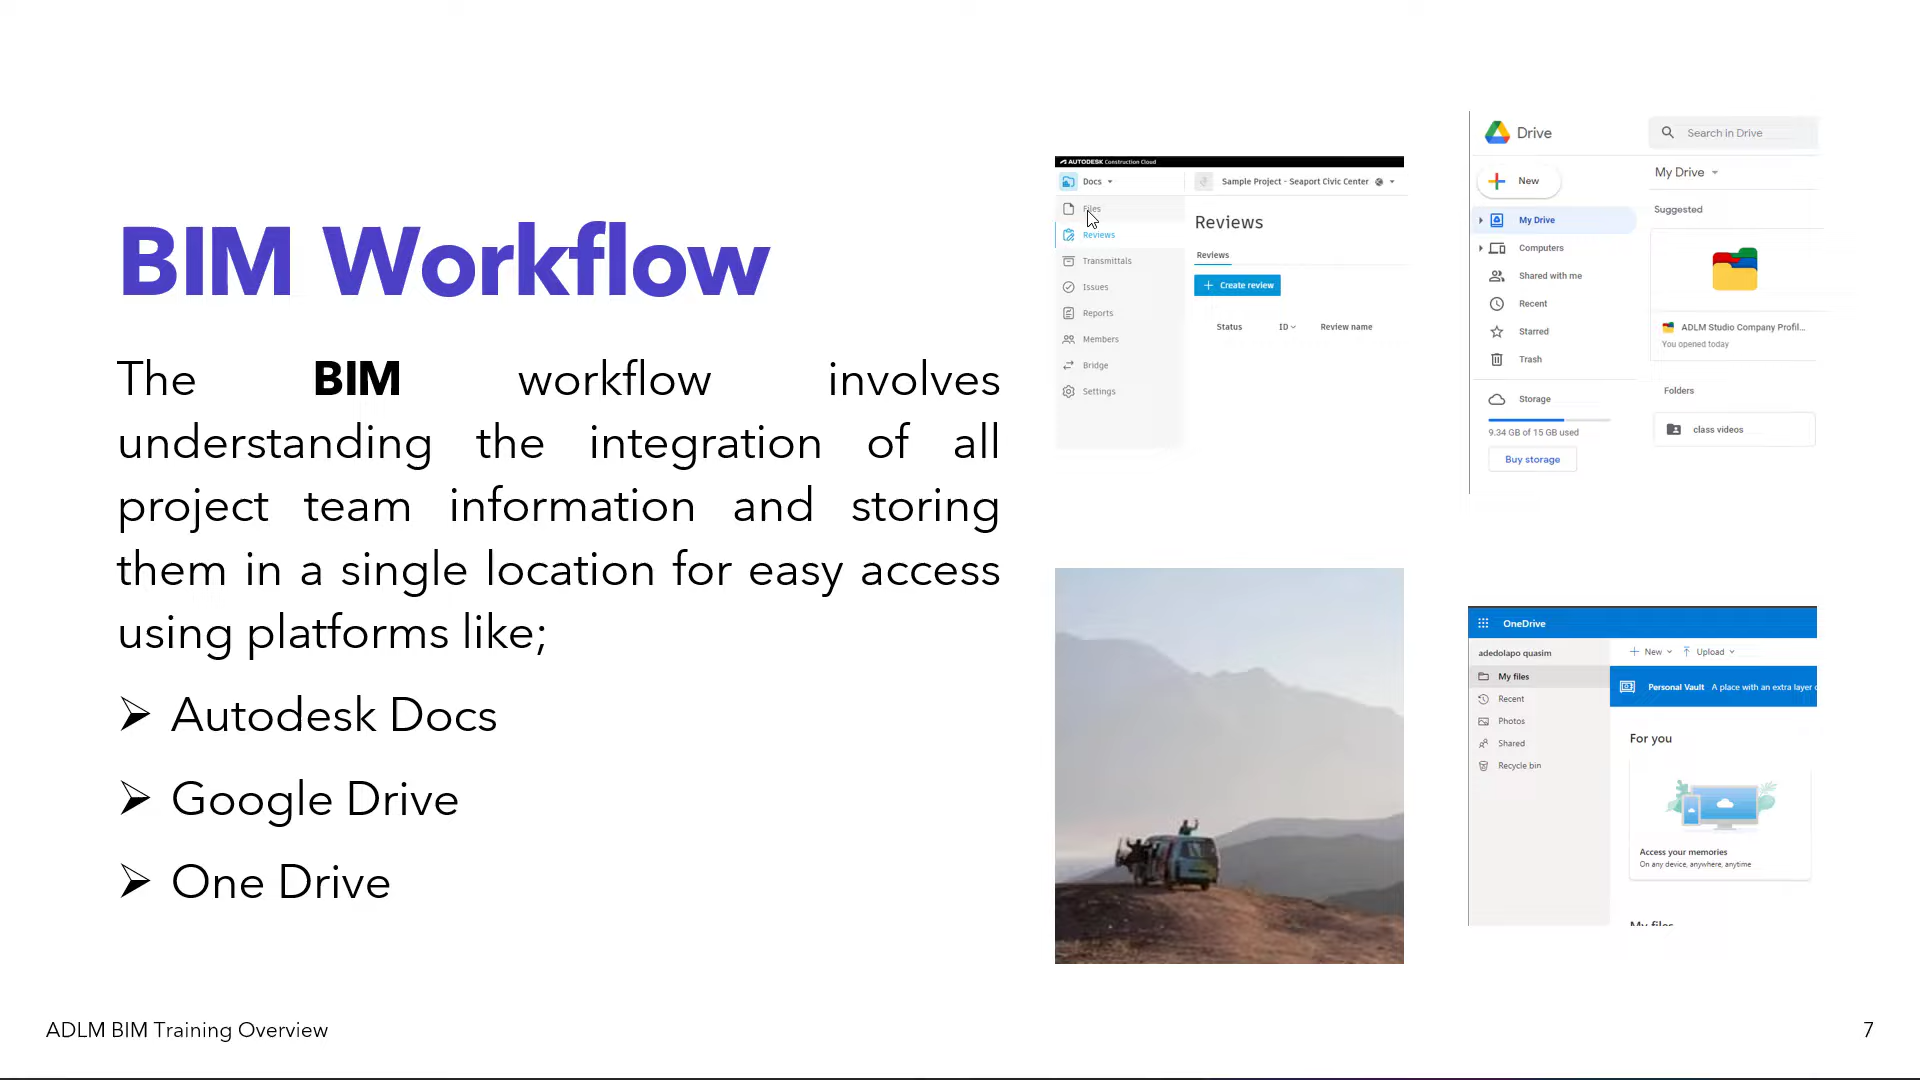 BIM Workflow
The BIM workflow involves
understanding the integration of all
project team information and storing
them in a single location for easy access
using platforms like;
➢ Autodesk Docs
➢ Google Drive
➢ One Drive
AUTODESK Construction Cloud
Docs
Sample Project - Seaport Civic Center
Files
Reviews
Transmittals
Issues
Reports
Members
Bridge
Settings
Reviews
Reviews
+ Create review
Status ID Review name
Drive
Search in Drive
New
My Drive
Computers
Shared with me
Recent
Starred
Trash
Storage
9.34 GB of 15 GB used
Buy storage
My Drive
Suggested
ADLM Studio Company Profil...
You opened today
Folders
class videos
OneDrive
adedolapo quasim
My files
Recent
Photos
Shared
Recycle bin
+ New Upload
Personal Vault A place with an extra layer
For you
Access your memories
On any device, anywhere, anytime
My files
ADLM BIM Training Overview
7